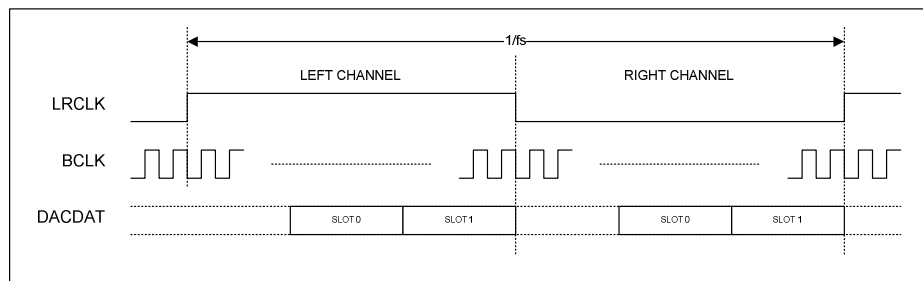 1/fs
LEFT CHANNEL
RIGHT CHANNEL
LRCLK
BCLK
DACDAT
SLOT 0
SLOT 1
SLOT 0
SLOT 1